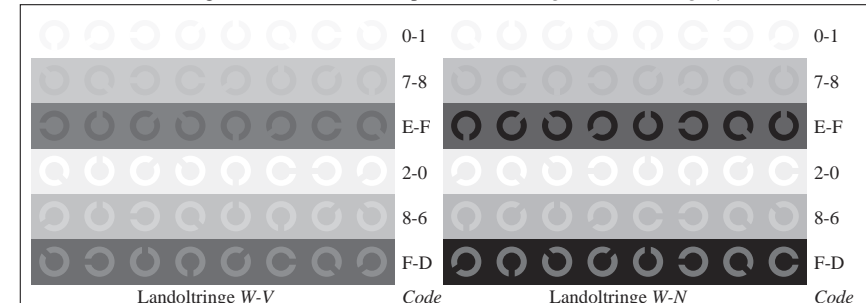 0-1 0-1
7-8 7-8
E-F E-F
2-0 2-0
8-6 8-6
F-D F-D
Landoltringe W-V Code Landoltringe W-N Code